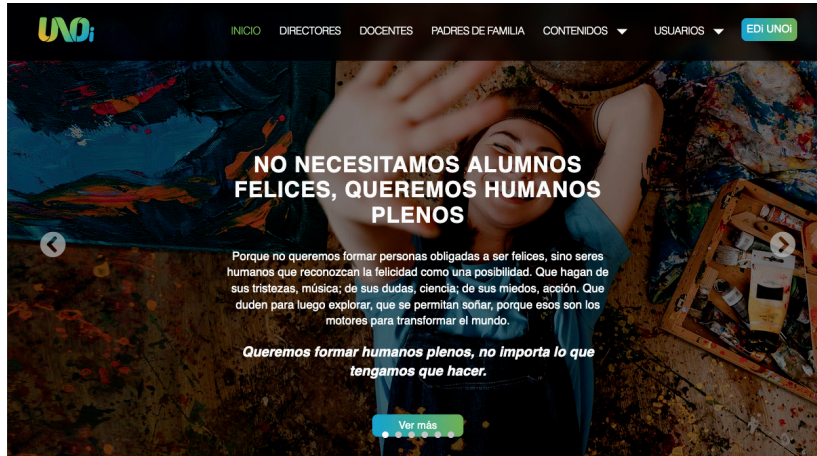 UNOi
INICIO DIRECTORES DOCENTES PADRES DE FAMILIA CONTENIDOS USUARIOS EDi UNOi
NO NECESITAMOS ALUMNOS
FELICES, QUEREMOS HUMANOS
PLENOS
Porque no queremos formar personas obligadas a ser felices, sino seres
humanos que reconozcan la felicidad como una posibilidad. Que hagan de
sus tristezas, música; de sus dudas, ciencia; de sus miedos, acción. Que
duden para luego explorar, que se permitan soñar, porque esos son los
motores para transformar el mundo.
Queremos formar humanos plenos, no importa lo que
tengamos que hacer.
Ver más